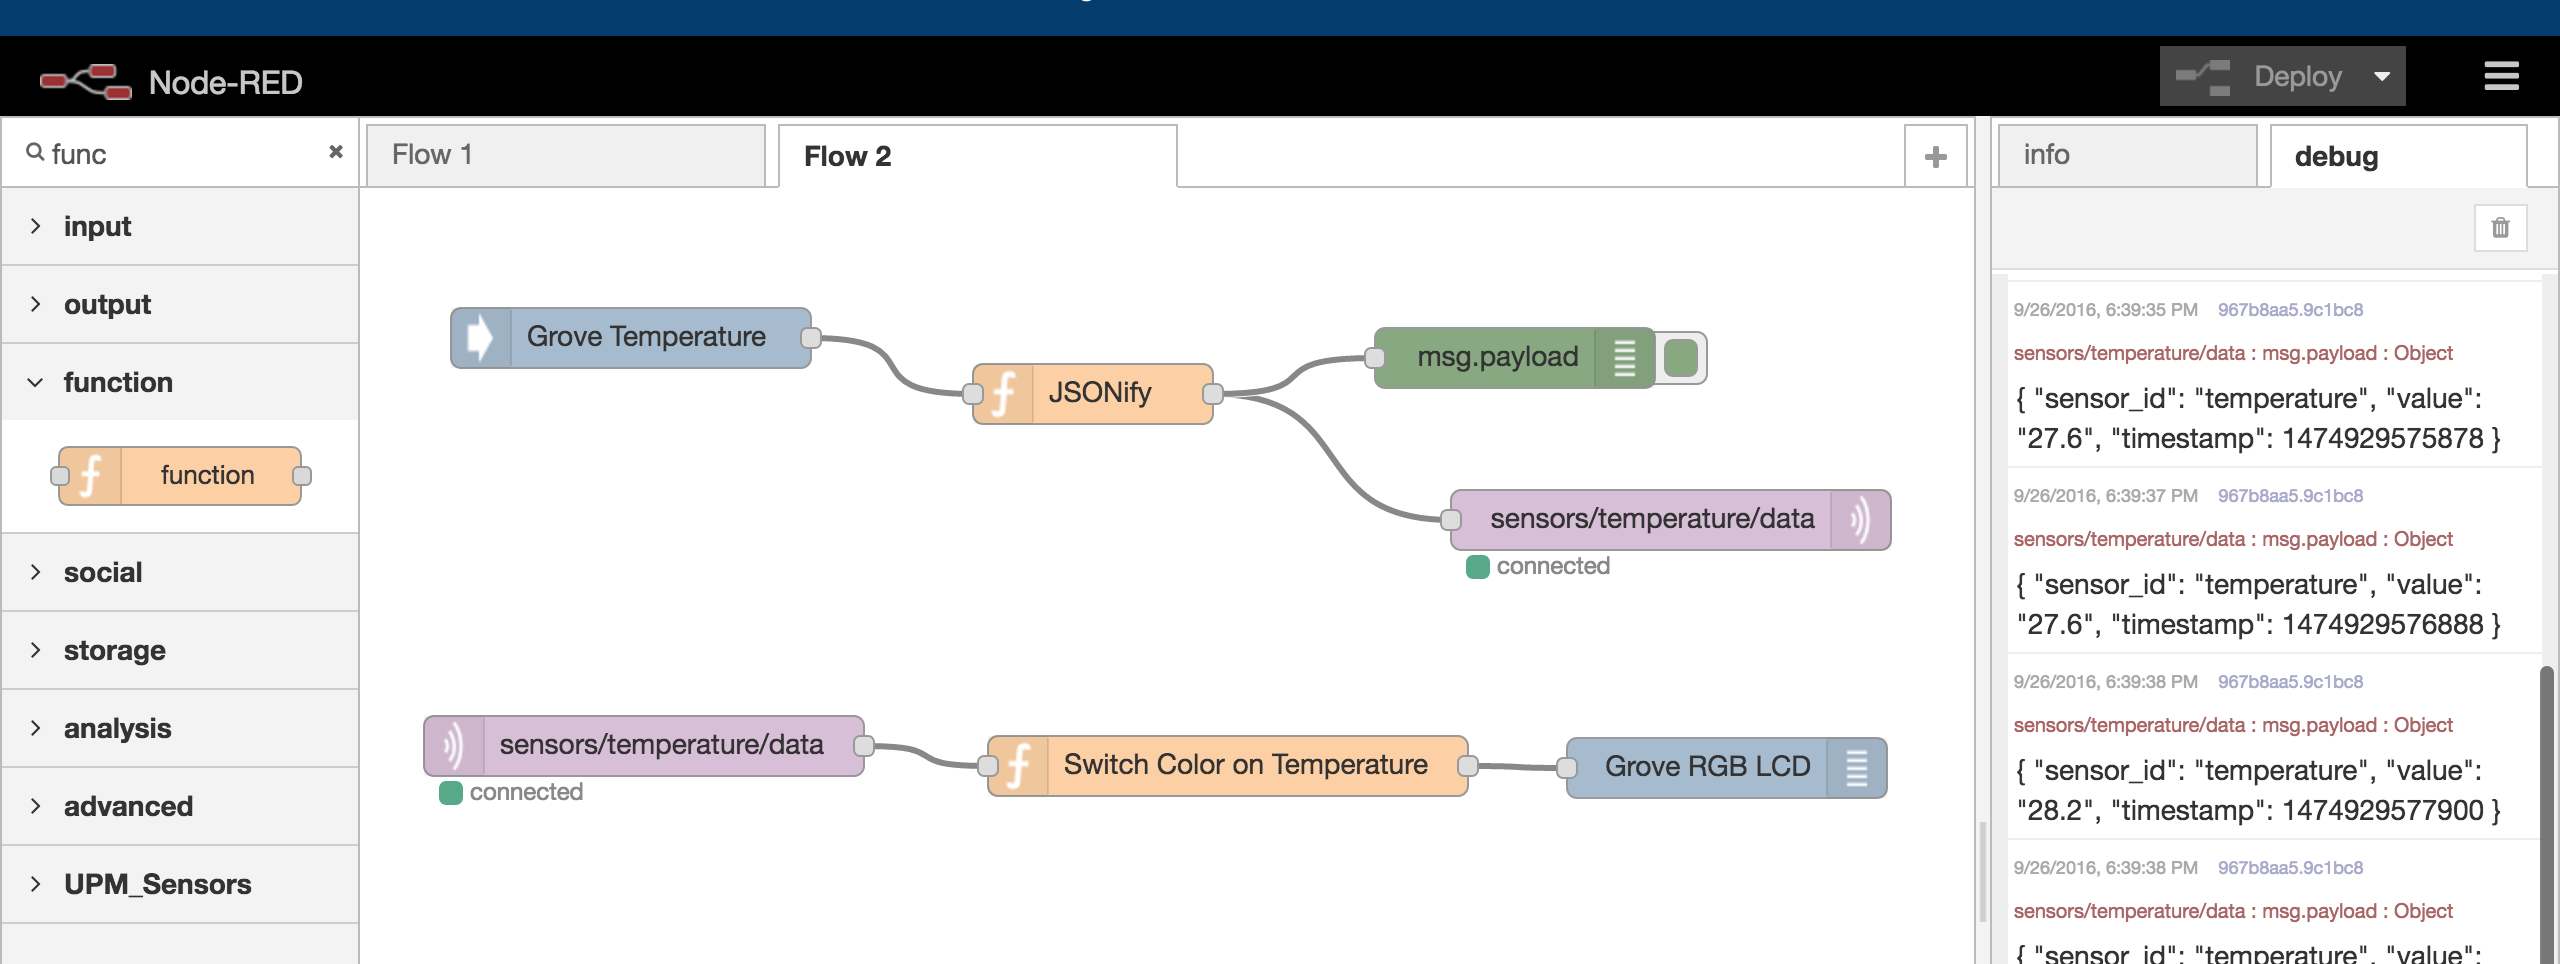 Node-RED
Deploy
func
Flow 1
Flow 2
info
debug
input
output
function
function
social
storage
analysis
advanced
UPM_Sensors
Grove Temperature
JSONify
msg.payload
sensors/temperature/data
connected
sensors/temperature/data
connected
Switch Color on Temperature
Grove RGB LCD
9/26/2016, 6:39:35 PM 967b8aa5.9c1bc8
sensors/temperature/data : msg.payload : Object
{ "sensor_id": "temperature", "value":
"27.6", "timestamp": 1474929575878 }
9/26/2016, 6:39:37 PM 967b8aa5.9c1bc8
sensors/temperature/data : msg.payload : Object
{ "sensor_id": "temperature", "value":
"27.6", "timestamp": 1474929576888 }
9/26/2016, 6:39:38 PM 967b8aa5.9c1bc8
sensors/temperature/data : msg.payload : Object
{ "sensor_id": "temperature", "value":
"28.2", "timestamp": 1474929577900 }
9/26/2016, 6:39:38 PM 967b8aa5.9c1bc8
sensors/temperature/data : msg.payload : Object
{ "sensor_id": "temperature", "value":